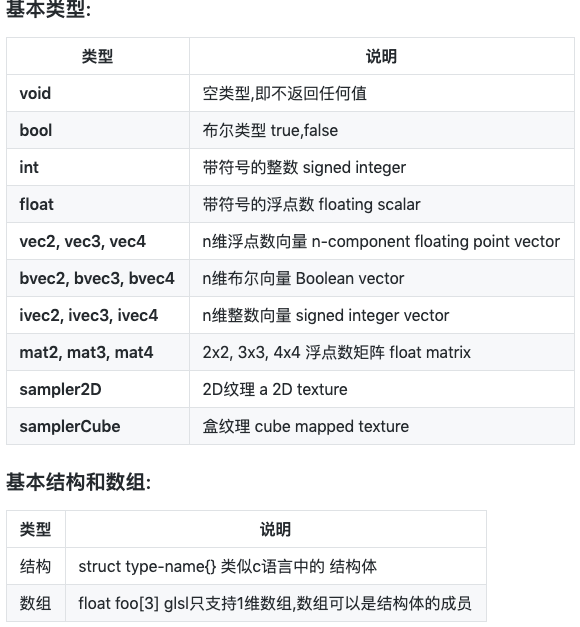 基本类型:
类型 说明
void 空类型,即不返回任何值
bool 布尔类型 true,false
int 带符号的整数 signed integer
float 带符号的浮点数 floating scalar
vec2, vec3, vec4 n维浮点数向量 n-component floating point vector
bvec2, bvec3, bvec4 n维布尔向量 Boolean vector
ivec2, ivec3, ivec4 n维整数向量 signed integer vector
mat2, mat3, mat4 2x2, 3x3, 4x4 浮点数矩阵 float matrix
sampler2D 2D纹理 a 2D texture
samplerCube 盒纹理 cube mapped texture
基本结构和数组:
类型 说明
结构 struct type-name{} 类似c语言中的 结构体
数组 float foo[3] glsl只支持1维数组,数组可以是结构体的成员